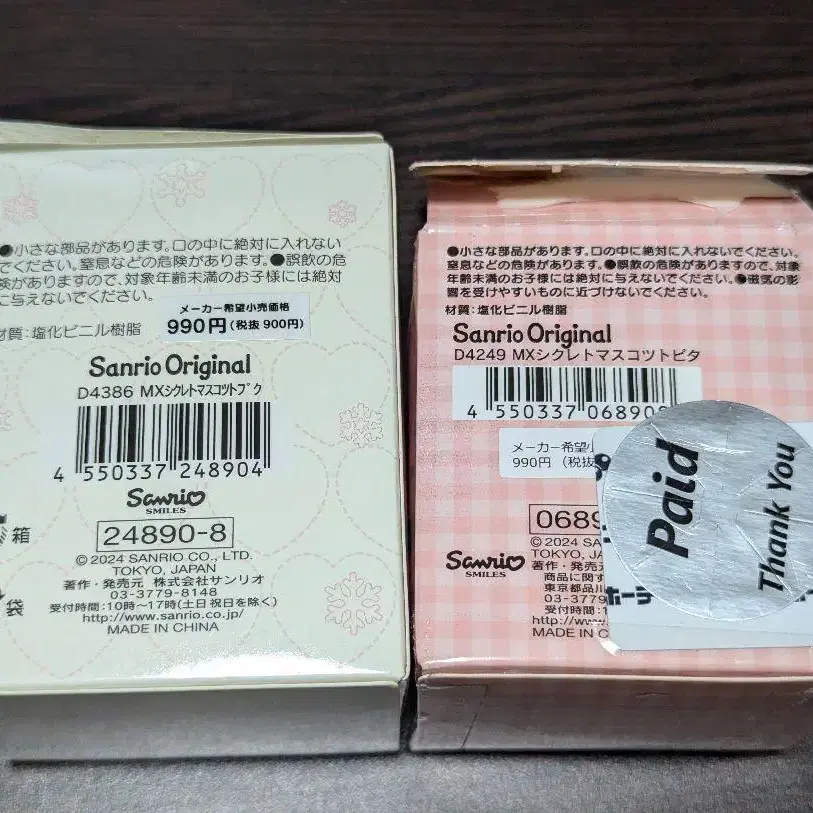 ●小さな部品があります。口の中に絶対に入れない
でください。窒息などの危険があります。●誤飲の危
険がありますので、対象年齢未満のお子様には絶対
に与えないでください。
メーカー希望小売価格
990円(税抜 900円)
材質:塩化ビニル樹脂
Sanrio Original
D4386 MXシクレトマスコツトブク
4 550337 248904
Sanrio
SMILES
24890-8
箱
袋
© 2024 SANRIO CO., LTD.
TOKYO, JAPAN
著作・発売元 株式会社サンリオ
03-3779-8148
受付時間:10時〜17時(土日祝日を除く)
http://www.sanrio.co.jp/
MADE IN CHINA
●小さな部品があります。口の中に絶対に入れないでください。
窒息などの危険があります。●誤飲の危険がありますので、対象
年齢未満のお子様には絶対に与えないでください。●磁気の影
響を受けやすいものに近づけないでください。
材質:塩化ビニル樹脂
Sanrio Original
D4249 MXシクレトマスコツトピタ
4 550337 06890
メーカー希望
990円(税抜
Paid
Thank You
068
Sanrio
SMILES
© 2024 SANRIO
TOKYO, JAPAN
著作・発売元
商品に関す
東京都品川
03-3779
受付時間:10
http://ww
MADE IN C